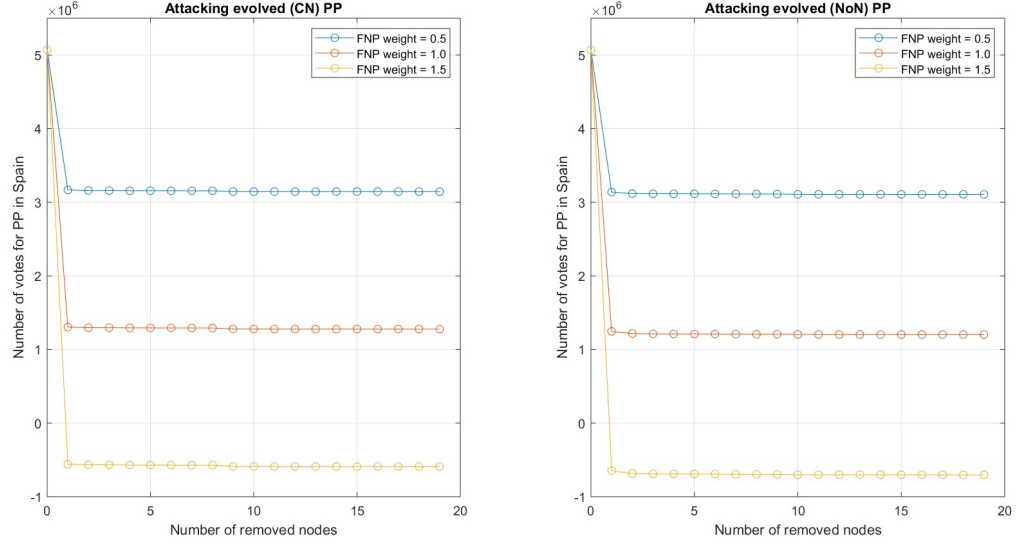 Attacking evolved (CN) PP
×10⁶
FNP weight = 0.5
FNP weight = 1.0
FNP weight = 1.5
5
4
3
2
1
0
-1
0 5 10 15 20
Number of votes for PP in Spain
Number of removed nodes
Attacking evolved (NoN) PP
×10⁶
FNP weight = 0.5
FNP weight = 1.0
FNP weight = 1.5
5
4
3
2
1
0
-1
0 5 10 15 20
Number of votes for PP in Spain
Number of removed nodes